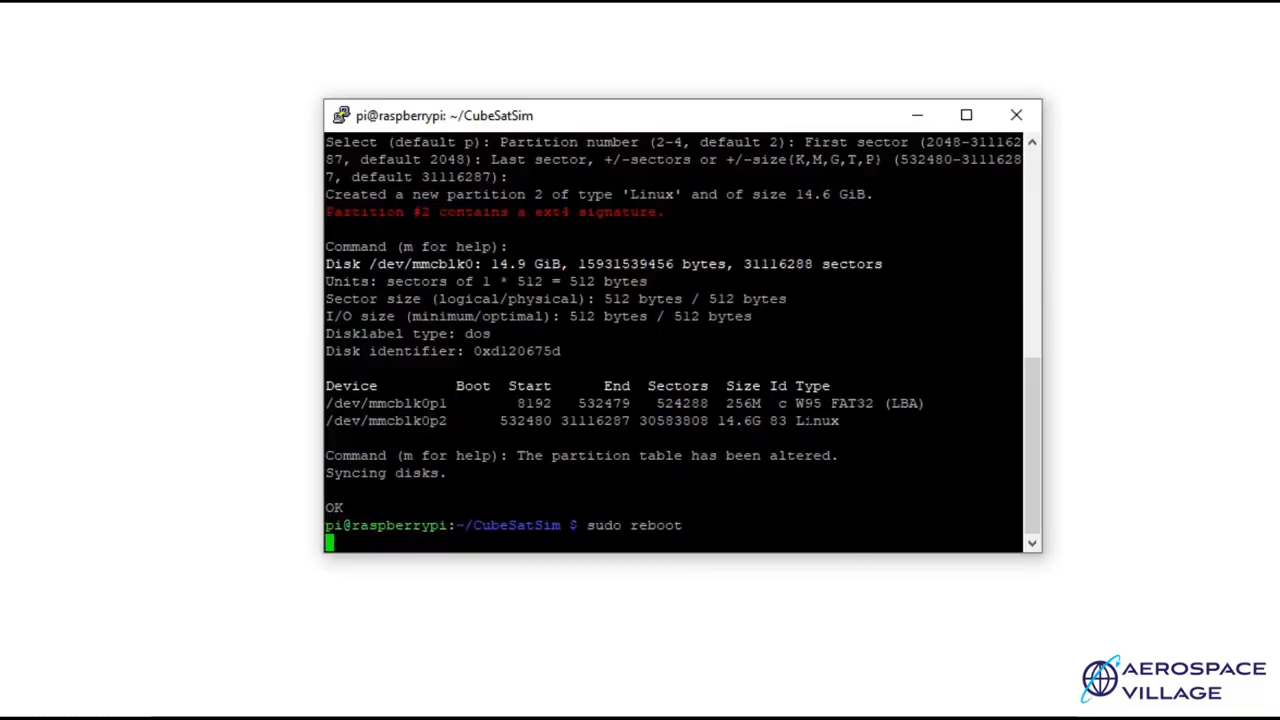 pi@raspberrypi: ~/CubeSatSim
Select (default p): Partition number (2-4, default 2): First sector (2048-311162
87, default 2048): Last sector, +/-sectors or +/-size{K,M,G,T,P} (532480-3111628
7, default 31116287):
Created a new partition 2 of type 'Linux' and of size 14.6 GiB.
Partition #2 contains a ext4 signature.
Command (m for help):
Disk /dev/mmcblk0: 14.9 GiB, 15931539456 bytes, 31116288 sectors
Units: sectors of 1 * 512 = 512 bytes
Sector size (logical/physical): 512 bytes / 512 bytes
I/O size (minimum/optimal): 512 bytes / 512 bytes
Disklabel type: dos
Disk identifier: 0xd120675d
Device Boot Start End Sectors Size Id Type
/dev/mmcblk0p1 8192 532479 524288 256M c W95 FAT32 (LBA)
/dev/mmcblk0p2 532480 31116287 30583808 14.6G 83 Linux
Command (m for help): The partition table has been altered.
Syncing disks.
OK
pi@raspberrypi:~/CubeSatSim $ sudo reboot
AEROSPACE
VILLAGE